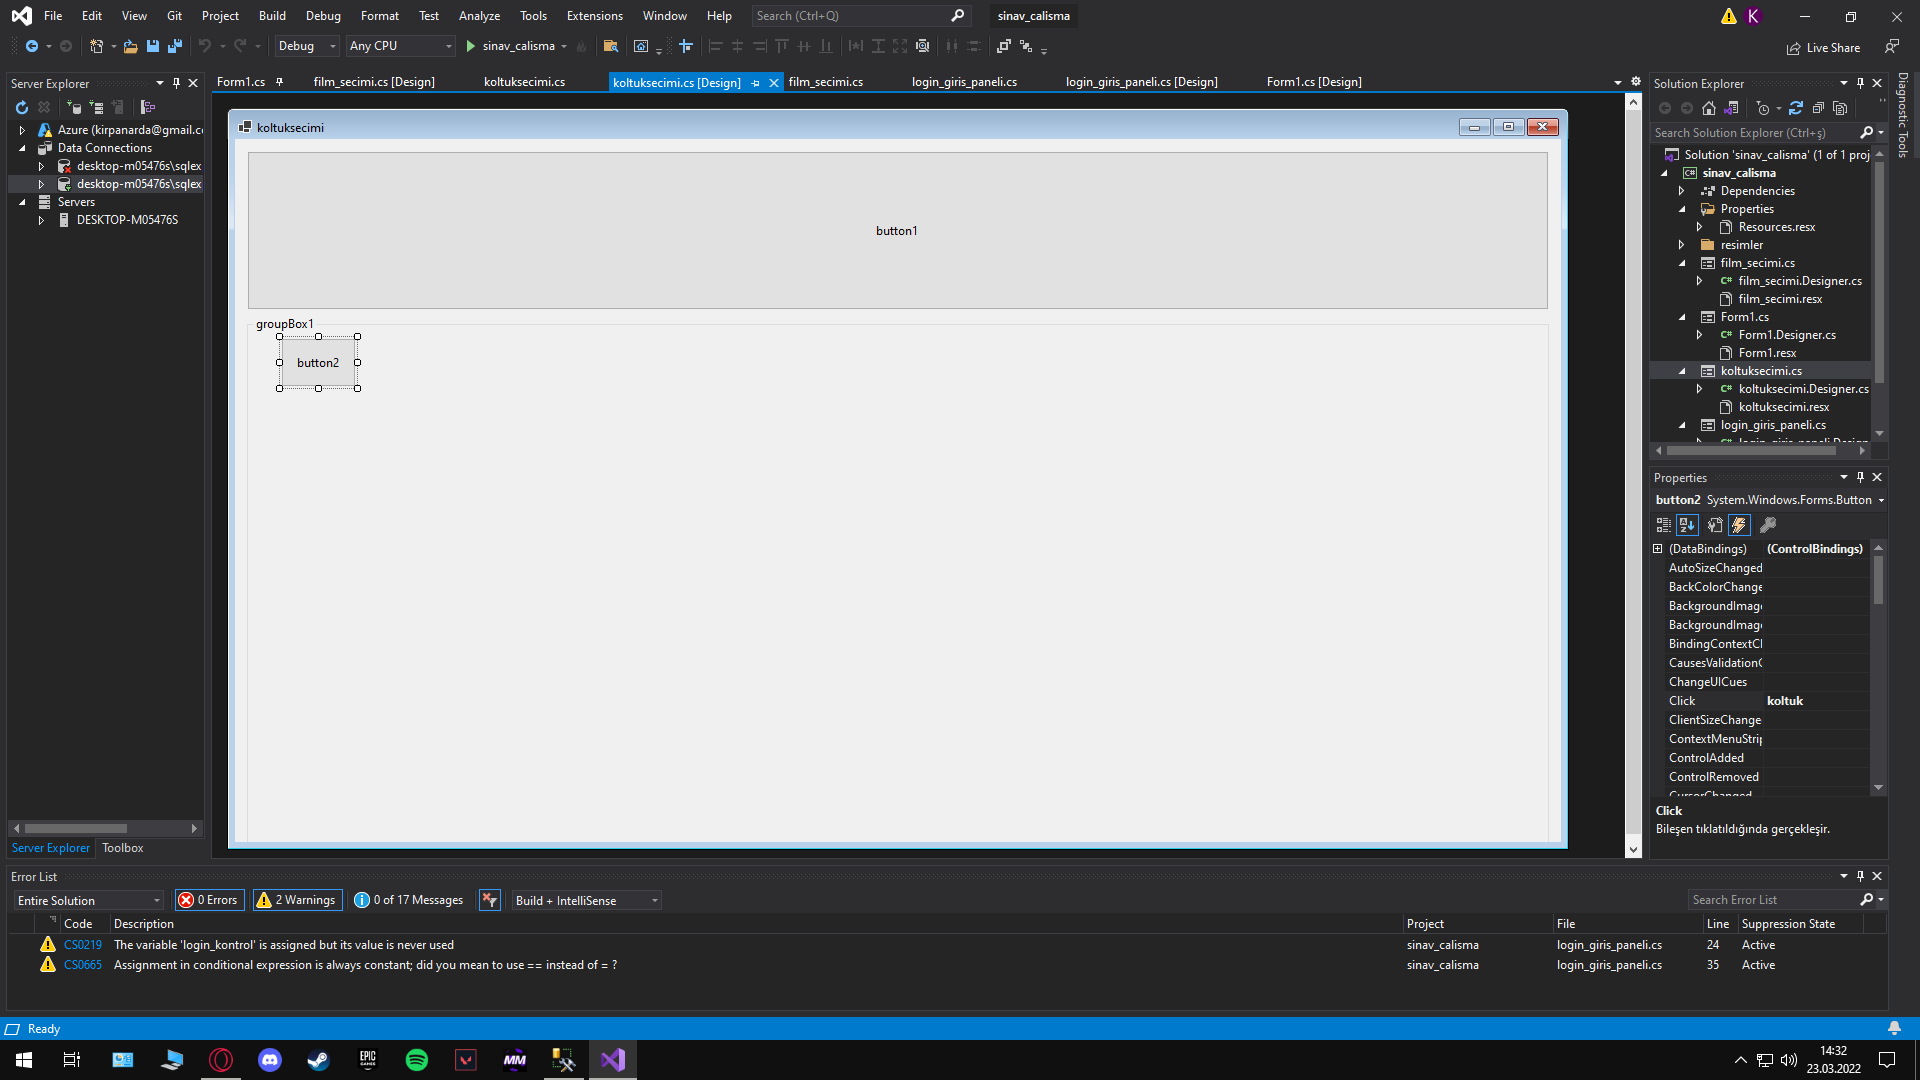 File Edit View Git Project Build Debug Format Test Analyze Tools Extensions Window Help Search (Ctrl+Q) sinav_calisma K
Debug Any CPU sinav_calisma Live Share
Server Explorer
Form1.cs film_secimi.cs [Design] koltuksecimi.cs koltuksecimi.cs [Design] film_secimi.cs login_giris_paneli.cs login_giris_paneli.cs [Design] Form1.cs [Design]
Azure (kirpanarda@gmail.c
Data Connections
desktop-m05476s\sqlex
desktop-m05476s\sqlex
Servers
DESKTOP-M05476S
Server Explorer Toolbox
koltuksecimi
button1
groupBox1
button2
Solution Explorer
Search Solution Explorer (Ctrl+ş)
Solution 'sinav_calisma' (1 of 1 proj
sinav_calisma
Dependencies
Properties
Resources.resx
resimler
film_secimi.cs
film_secimi.Designer.cs
film_secimi.resx
Form1.cs
Form1.Designer.cs
Form1.resx
koltuksecimi.cs
koltuksecimi.Designer.cs
koltuksecimi.resx
login_giris_paneli.cs
Diagnostic Tools
Properties
button2 System.Windows.Forms.Button
(DataBindings) (ControlBindings)
AutoSizeChanged
BackColorChange
BackgroundImag
BackgroundImag
BindingContextCl
CausesValidationC
ChangeUICues
Click koltuk
ClientSizeChange
ContextMenuStrip
ControlAdded
ControlRemoved
CursorChanged
Click
Bileşen tıklatıldığında gerçekleşir.
Error List
Entire Solution 0 Errors 2 Warnings 0 of 17 Messages Build + IntelliSense Search Error List
Code Description Project File Line Suppression State
CS0219 The variable 'login_kontrol' is assigned but its value is never used sinav_calisma login_giris_paneli.cs 24 Active
CS0665 Assignment in conditional expression is always constant; did you mean to use == instead of = ? sinav_calisma login_giris_paneli.cs 35 Active
Ready
EPIC GAMES
MM
14:32
23.03.2022